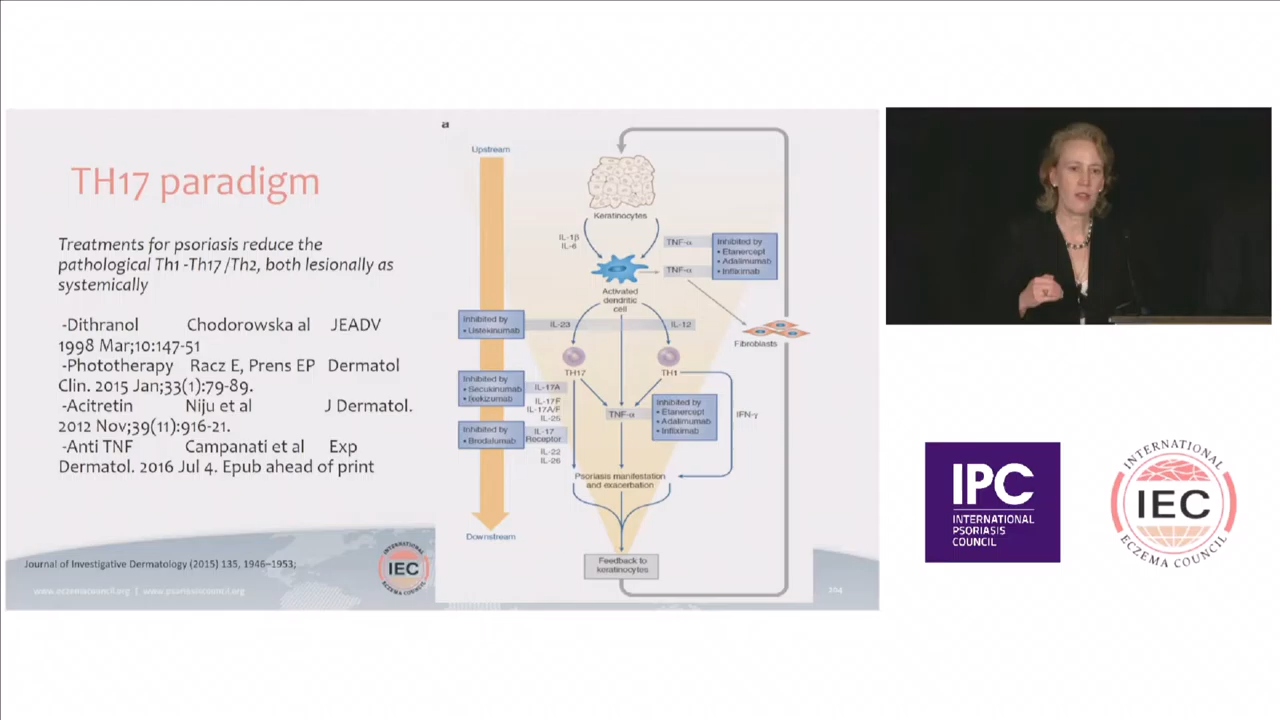 TH17 paradigm
Treatments for psoriasis reduce the
pathological Th1 -Th17 /Th2, both lesionally as
systemically
-Dithranol Chodorowska al JEADV
1998 Mar;10:147-51
-Phototherapy Racz E, Prens EP Dermatol
Clin. 2015 Jan;33(1):79-89.
-Acitretin Niju et al J Dermatol.
2012 Nov;39(11):916-21.
-Anti TNF Campanati et al Exp
Dermatol. 2016 Jul 4. Epub ahead of print
Journal of Investigative Dermatology (2015) 135, 1946–1953;
www.eczemacouncil.org | www.psoriasiscouncil.org
INTERNATIONAL
IEC
ECZEMA COUNCIL
a
Upstream
Keratinocytes
IL-1β
IL-6
TNF-α
Inhibited by
• Etanercept
• Adalimumab
• Infliximab
TNF-α
Activated
dendritic
cell
Inhibited by
• Ustekinumab
IL-23
IL-12
Fibroblasts
TH17
TH1
Inhibited by
• Secukinumab
• Ixekizumab
IL-17A
IL-17F
IL-17A/F
IL-25
TNF-α
Inhibited by
• Etanercept
• Adalimumab
• Infliximab
IFN-γ
Inhibited by
• Brodalumab
IL-17
Receptor
IL-22
IL-26
Psoriasis manifestation
and exacerbation
Downstream
Feedback to
keratinocytes
204
IPC
INTERNATIONAL
PSORIASIS
COUNCIL
INTERNATIONAL
IEC
ECZEMA COUNCIL